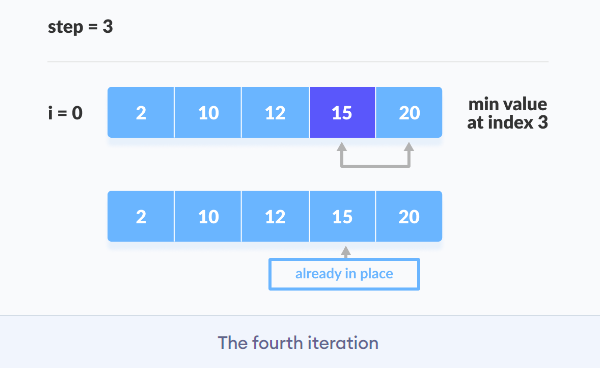 step = 3
i = 0
2 10 12 15 20
min value
at index 3
2 10 12 15 20
already in place
The fourth iteration